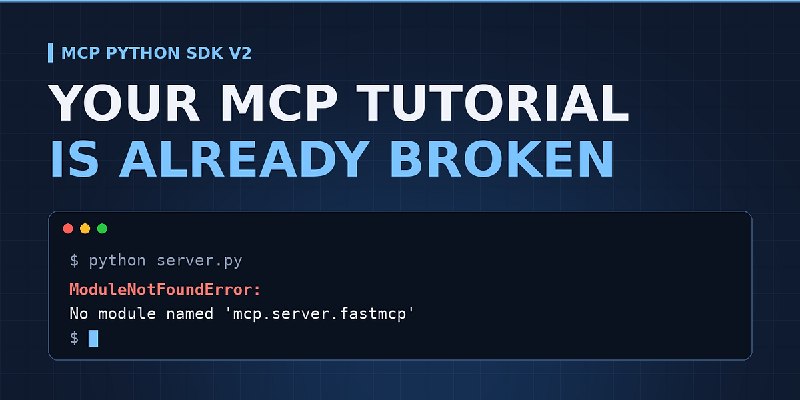 MCP PYTHON SDK V2
YOUR MCP TUTORIAL
IS ALREADY BROKEN
$ python server.py
ModuleNotFoundError:
No module named 'mcp.server.fastmcp'
$